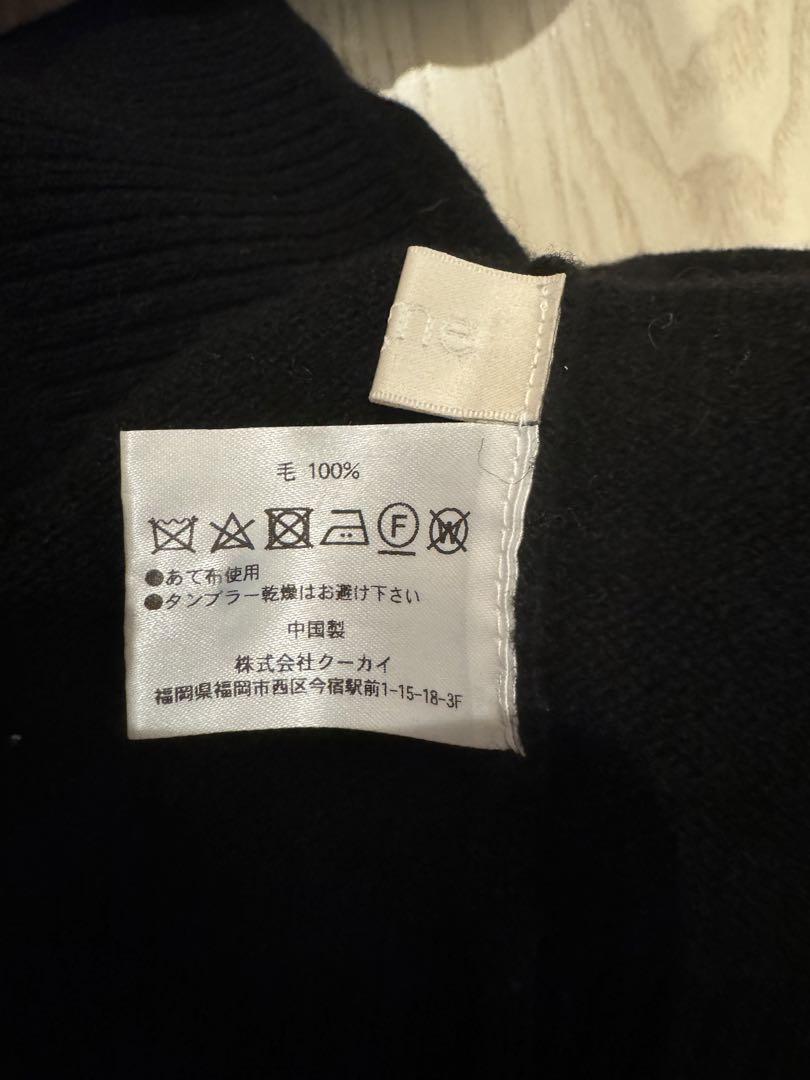 me
毛 100%
F W
●あて布使用
●タンブラー乾燥はお避け下さい
中国製
株式会社クーカイ
福岡県福岡市西区今宿駅前1-15-18-3F